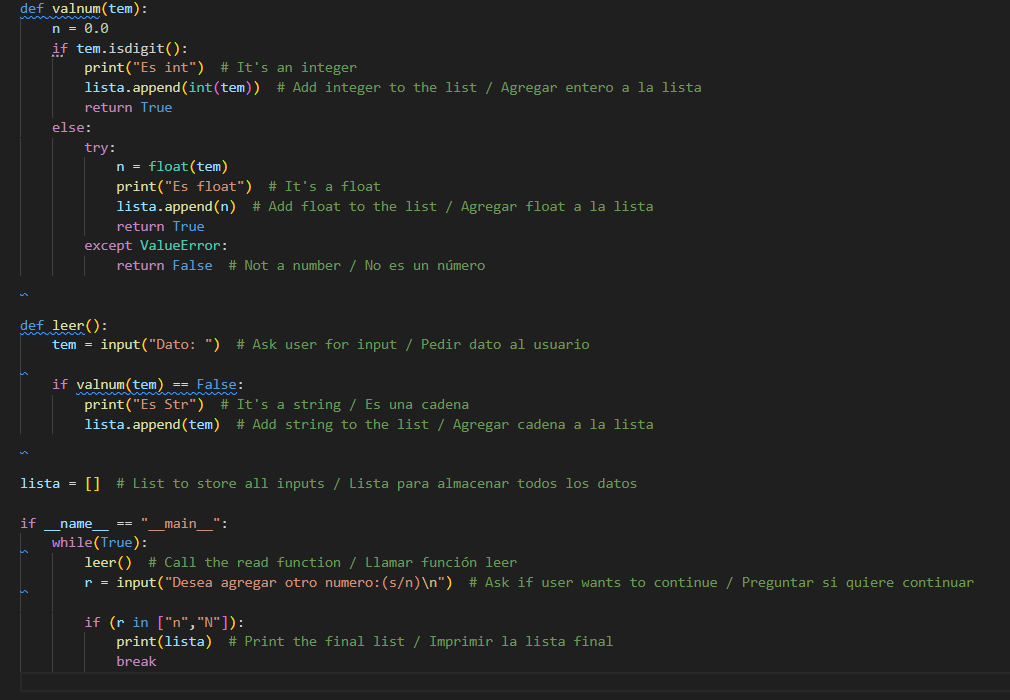 def valnum(tem):
    n = 0.0
    if tem.isdigit():
        print("Es int")  # It's an integer
        lista.append(int(tem))  # Add integer to the list / Agregar entero a la lista
        return True
    else:
        try:
            n = float(tem)
            print("Es float")  # It's a float
            lista.append(n)  # Add float to the list / Agregar float a la lista
            return True
        except ValueError:
            return False  # Not a number / No es un número
def leer():
    tem = input("Dato: ")  # Ask user for input / Pedir dato al usuario
    if valnum(tem) == False:
        print("Es Str")  # It's a string / Es una cadena
        lista.append(tem)  # Add string to the list / Agregar cadena a la lista
lista = []  # List to store all inputs / Lista para almacenar todos los datos
if __name__ == "__main__":
    while(True):
        leer()  # Call the read function / Llamar función leer
        r = input("Desea agregar otro numero:(s/n)\n")  # Ask if user wants to continue / Preguntar si quiere continuar
        if (r in ["n","N"]):
            print(lista)  # Print the final list / Imprimir la lista final
            break